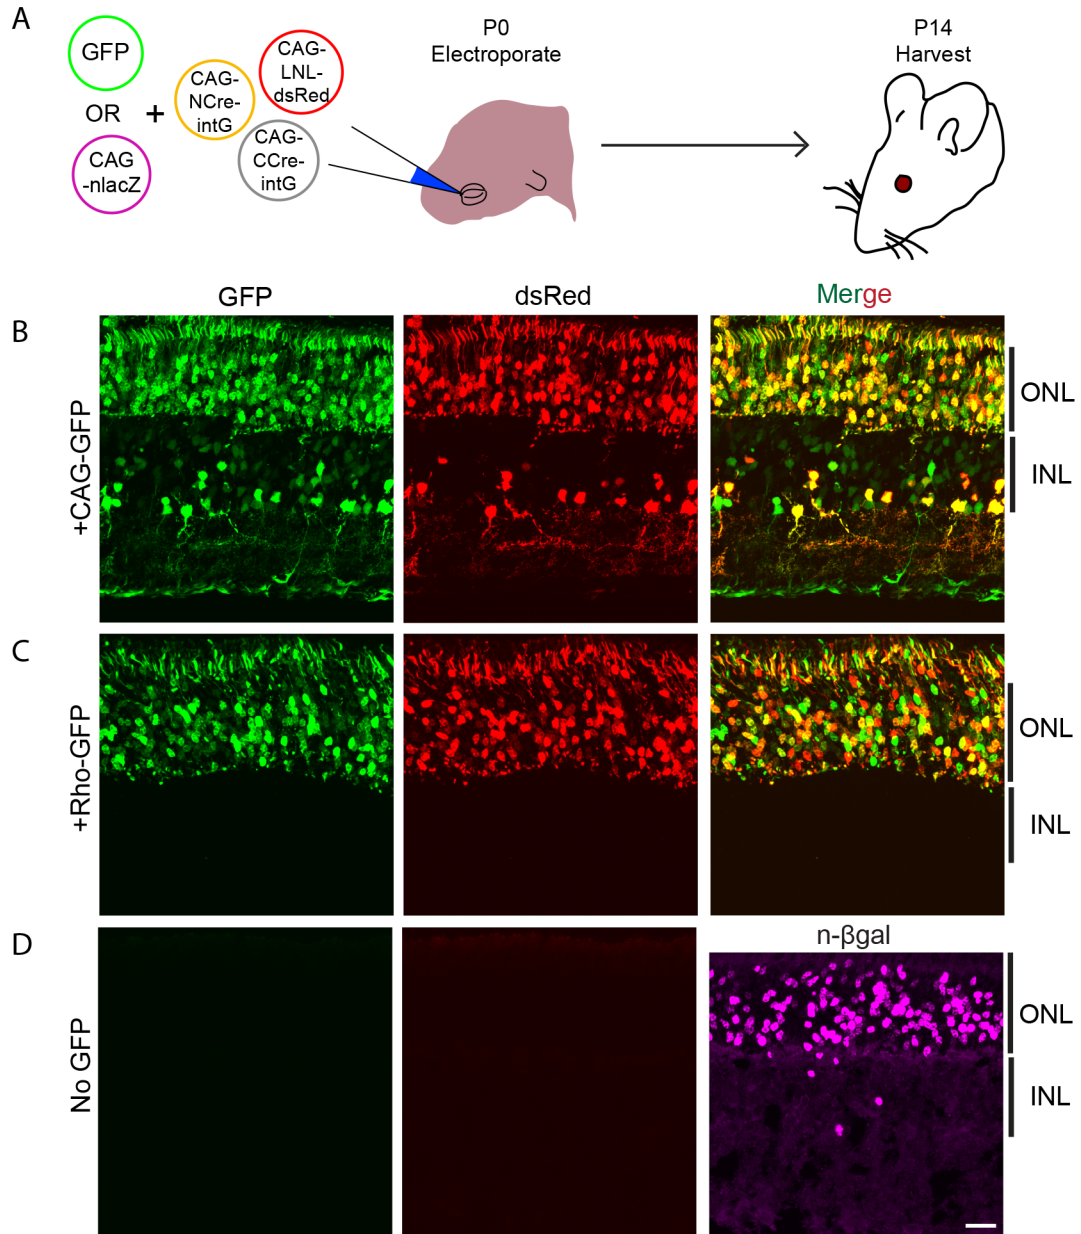 A
GFP
OR
+
CAG
-nlacZ
CAG-
NCre-
intG
CAG-
LNL-
dsRed
CAG-
CCre-
intG
P0
Electroporate
P14
Harvest
GFP
dsRed
Merge
B
+CAG-GFP
ONL
INL
C
+Rho-GFP
ONL
INL
D
No GFP
n-βgal
ONL
INL